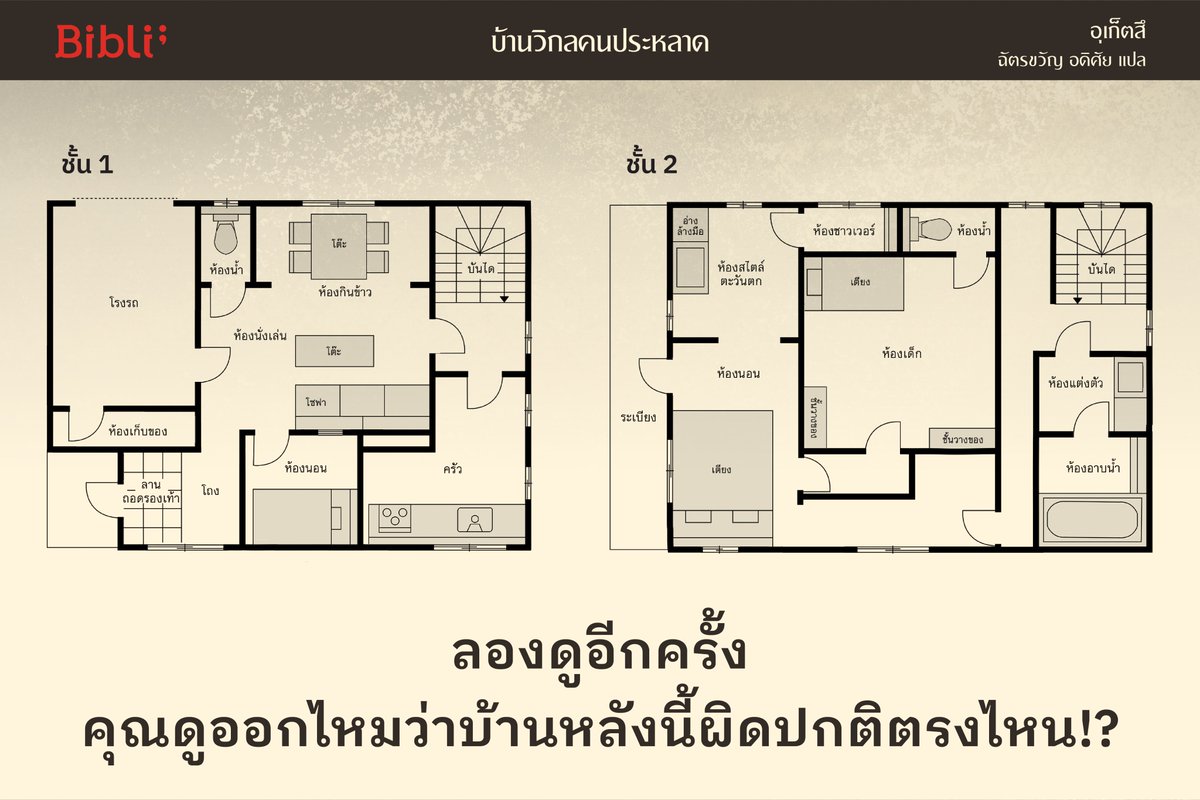 Bibli;
บ้านวิกลคนประหลาด
อุเก็ตสึ
ฉัตรขวัญ อดิศัย แปล
ชั้น 1
โรงรถ
ห้องน้ำ
โต๊ะ
ห้องกินข้าว
บันได
ห้องนั่งเล่น
โต๊ะ
โซฟา
ห้องเก็บของ
ลาน
ถอดรองเท้า
โถง
ห้องนอน
ครัว
ชั้น 2
อ่าง
ล้างมือ
ห้องชาวเวอร์
ห้องน้ำ
ห้องสไตล์
ตะวันตก
เตียง
บันได
ห้องเด็ก
ห้องนอน
ห้องแต่งตัว
ระเบียง
ชั้นวางของ
ชั้นวางของ
เตียง
ห้องอาบน้ำ
ลองดูอีกครั้ง
คุณดูออกไหมว่าบ้านหลังนี้ผิดปกติตรงไหน!?